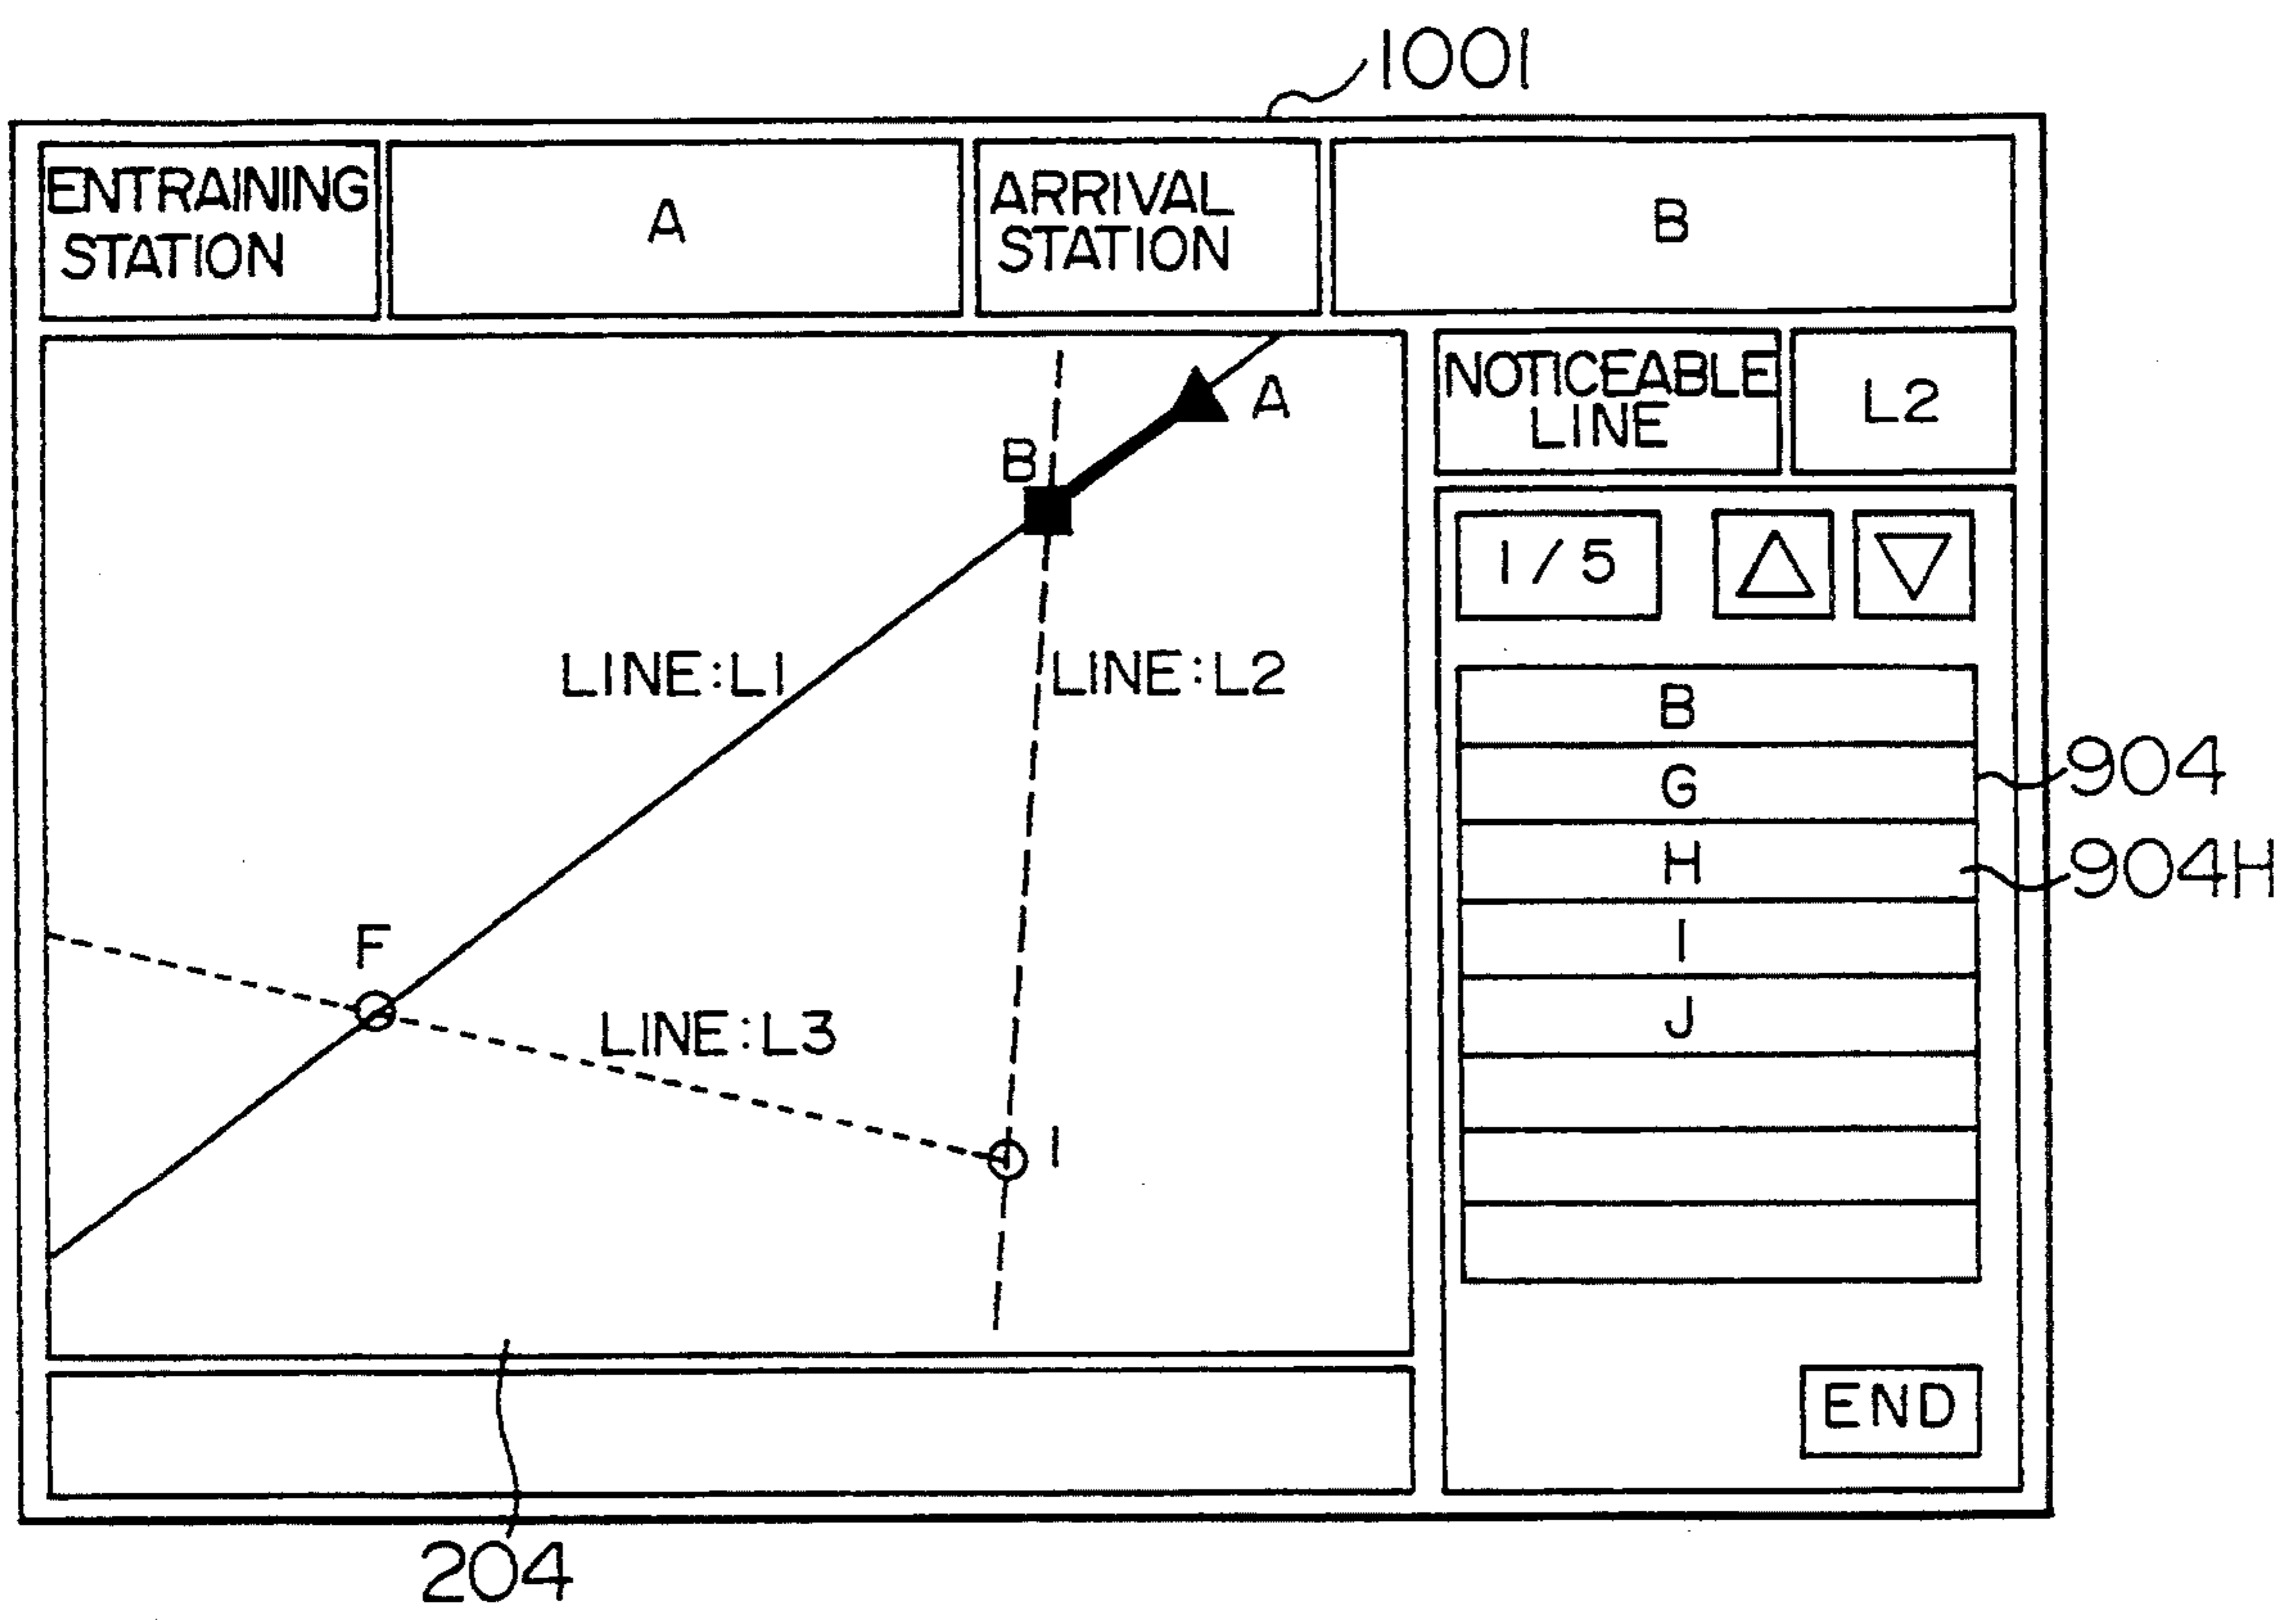 1001
ENTRAINING
STATION
A
ARRIVAL
STATION
B
NOTICEABLE
LINE
L2
A
B
1/5
LINE:L1
LINE:L2
B
G
904
H
904H
I
J
F
LINE:L3
I
END
204